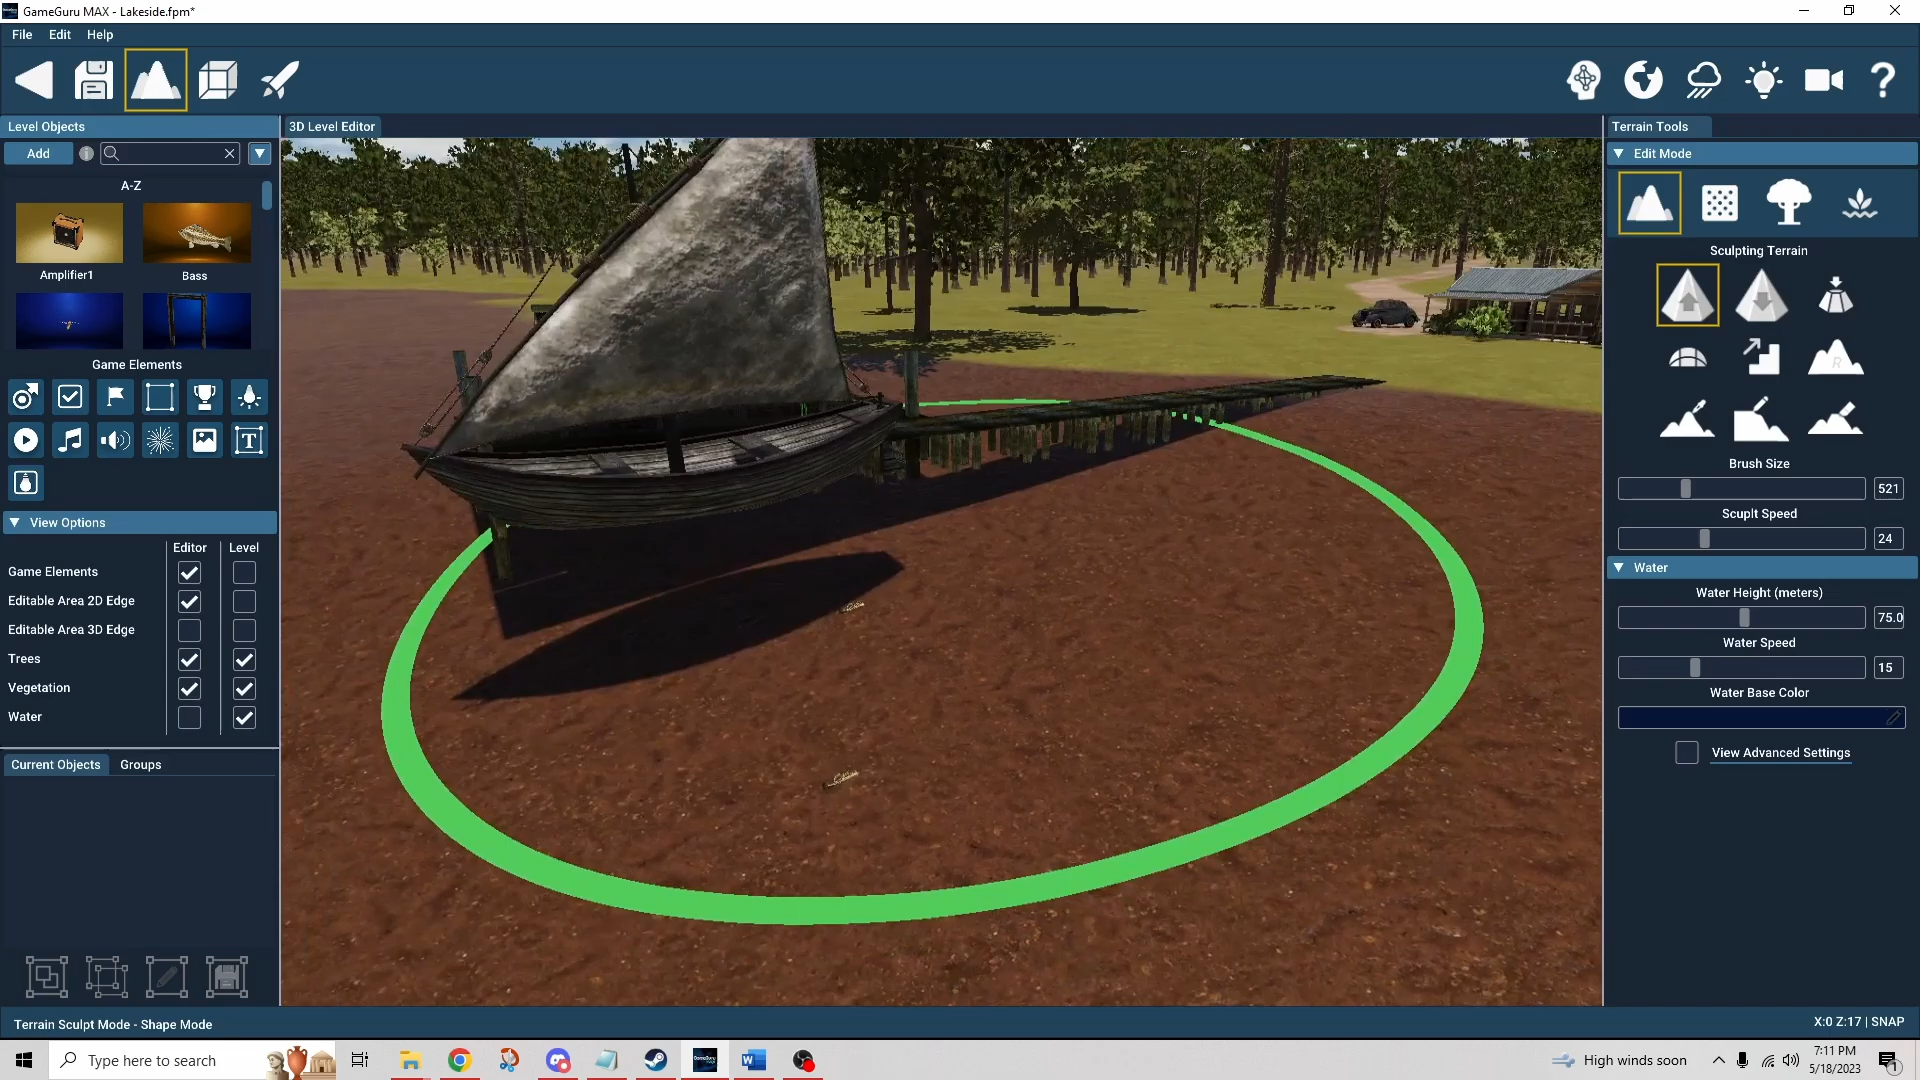 GameGuru MAX - Lakeside.fpm*
File Edit Help
Level Objects
Add
A-Z
Amplifier1 Bass
Game Elements
View Options
Editor Level
Game Elements
Editable Area 2D Edge
Editable Area 3D Edge
Trees
Vegetation
Water
Current Objects Groups
3D Level Editor
Terrain Tools
Edit Mode
Sculpting Terrain
R
Brush Size
521
Scuplt Speed
24
Water
Water Height (meters)
75.0
Water Speed
15
Water Base Color
View Advanced Settings
Terrain Sculpt Mode - Shape Mode
X:0 Z:17 | SNAP
Type here to search
High winds soon
7:11 PM
5/18/2023
1